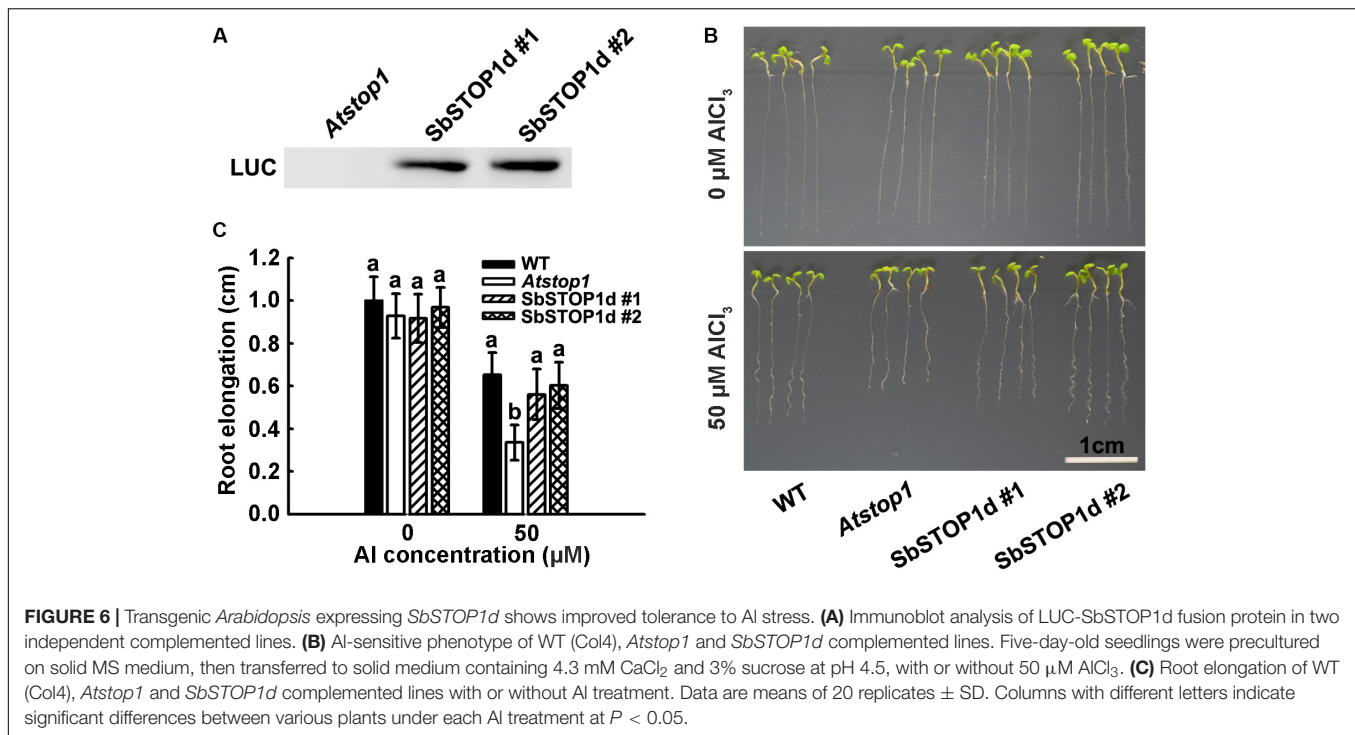 A
Atstop1
SbSTOP1d #1
SbSTOP1d #2
LUC
B
0 µM AlCl3
50 µM AlCl3
1cm
WT
Atstop1
SbSTOP1d #1
SbSTOP1d #2
C
Root elongation (cm)
1.2
1.0
0.8
0.6
0.4
0.2
0.0
a
a
a
a
a
b
a
a
WT
Atstop1
SbSTOP1d #1
SbSTOP1d #2
0
50
Al concentration (µM)
FIGURE 6 | Transgenic Arabidopsis expressing SbSTOP1d shows improved tolerance to Al stress. (A) Immunoblot analysis of LUC-SbSTOP1d fusion protein in two
independent complemented lines. (B) Al-sensitive phenotype of WT (Col4), Atstop1 and SbSTOP1d complemented lines. Five-day-old seedlings were precultured
on solid MS medium, then transferred to solid medium containing 4.3 mM CaCl2 and 3% sucrose at pH 4.5, with or without 50 µM AlCl3. (C) Root elongation of WT
(Col4), Atstop1 and SbSTOP1d complemented lines with or without Al treatment. Data are means of 20 replicates ± SD. Columns with different letters indicate
significant differences between various plants under each Al treatment at P < 0.05.